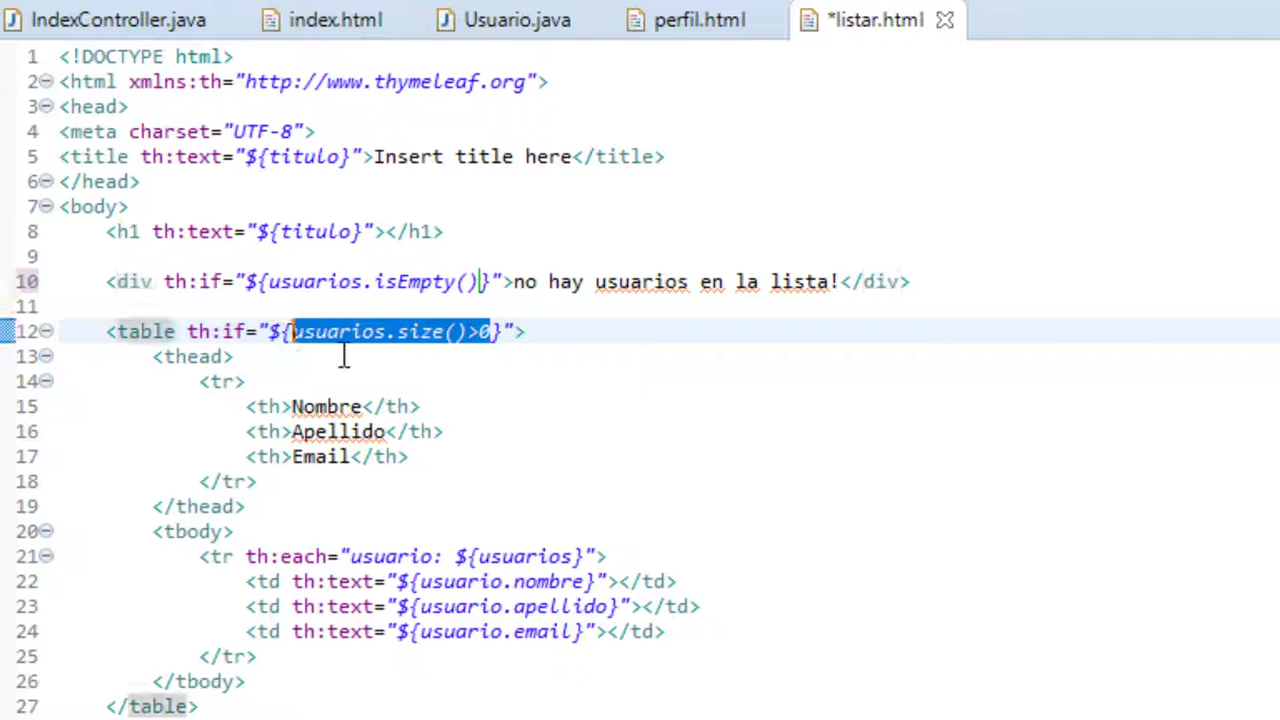 IndexController.java index.html Usuario.java perfil.html *listar.html
1 <!DOCTYPE html>
2 <html xmlns:th="http://www.thymeleaf.org">
3 <head>
4 <meta charset="UTF-8">
5 <title th:text="${titulo}">Insert title here</title>
6 </head>
7 <body>
8 <h1 th:text="${titulo}"></h1>
9
10 <div th:if="${usuarios.isEmpty()}">no hay usuarios en la lista!</div>
11
12 <table th:if="${usuarios.size()>0}">
13 <thead>
14 <tr>
15 <th>Nombre</th>
16 <th>Apellido</th>
17 <th>Email</th>
18 </tr>
19 </thead>
20 <tbody>
21 <tr th:each="usuario: ${usuarios}">
22 <td th:text="${usuario.nombre}"></td>
23 <td th:text="${usuario.apellido}"></td>
24 <td th:text="${usuario.email}"></td>
25 </tr>
26 </tbody>
27 </table>